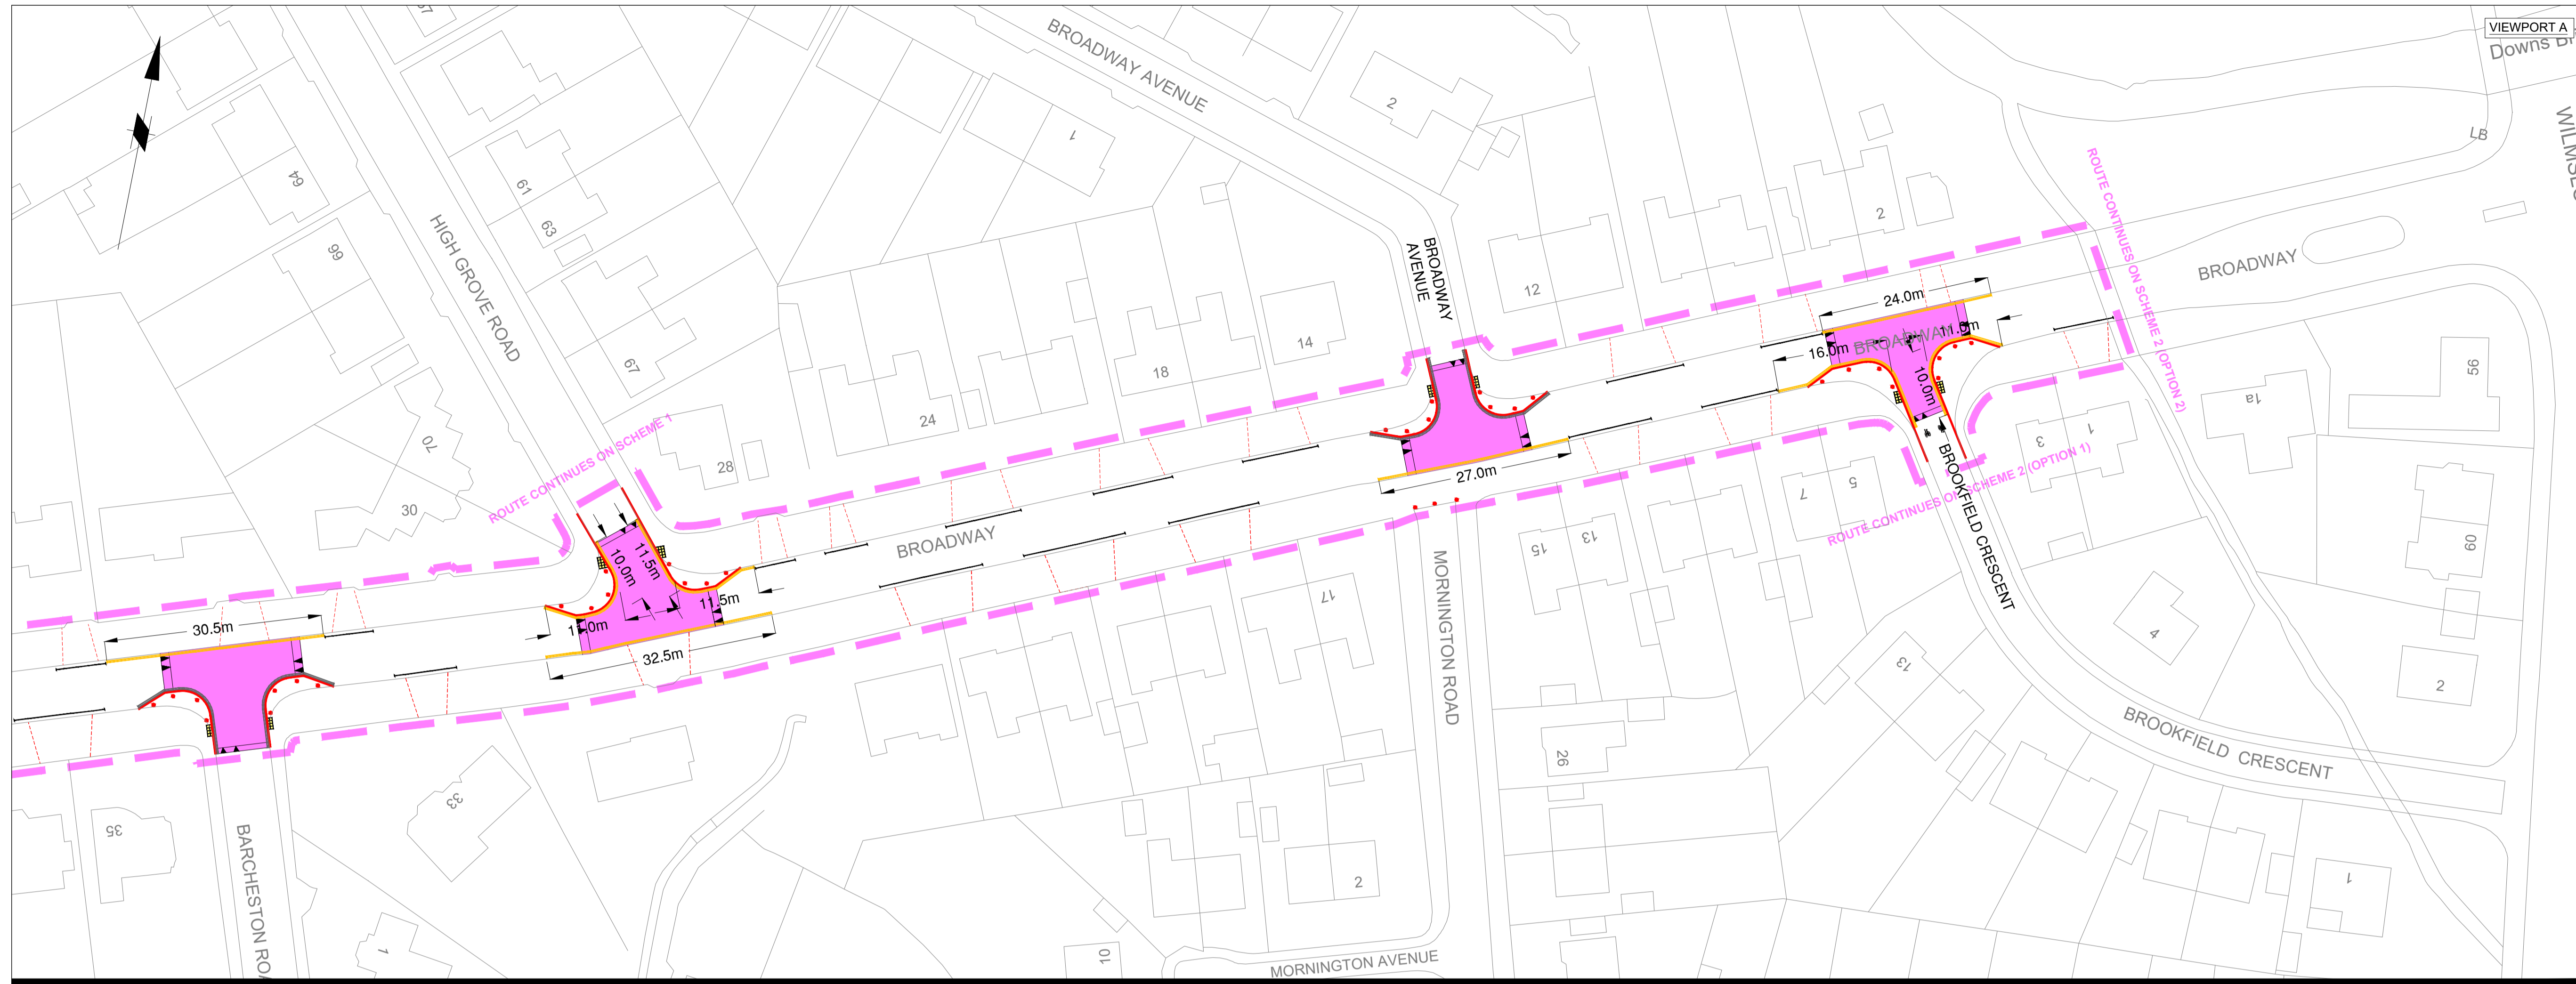 VIEWPORT A
BROADWAY AVENUE
2
1
64
61
63
66
HIGH GROVE ROAD
67
70
30
ROUTE CONTINUES ON SCHEME 1
28
24
18
14
BROADWAY
AVENUE
12
2
LB
BROADWAY
ROUTE CONTINUES ON SCHEME 2 (OPTION 2)
24.0m
11.5m
BROADWAY
16.0m
10.0m
1a
56
60
2
3
1
ROUTE CONTINUES ON SCHEME 2 (OPTION 1)
BROOKFIELD CRESCENT
7
5
15
13
27.0m
BROADWAY
10.0m
11.5m
11.5m
11.0m
32.5m
30.5m
17
MORNINGTON ROAD
13
4
BROOKFIELD CRESCENT
26
33
35
2
1
1
10
MORNINGTON AVENUE